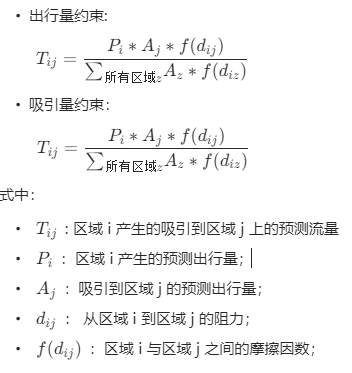 • 出行量约束:
T_{ij} = \frac{P_i * A_j * f(d_{ij})}{\sum_{所有区域z} A_z * f(d_{iz})}
• 吸引量约束:
T_{ij} = \frac{P_i * A_j * f(d_{ij})}{\sum_{所有区域z} A_z * f(d_{iz})}
式中:
• T_{ij} : 区域 i 产生的吸引到区域 j 上的预测流量
• P_i : 区域 i 产生的预测出行量;
• A_j : 吸引到区域 j 的预测出行量;
• d_{ij} : 从区域 i 到区域 j 的阻力;
• f(d_{ij}) : 区域 i 与区域 j 之间的摩擦因数;